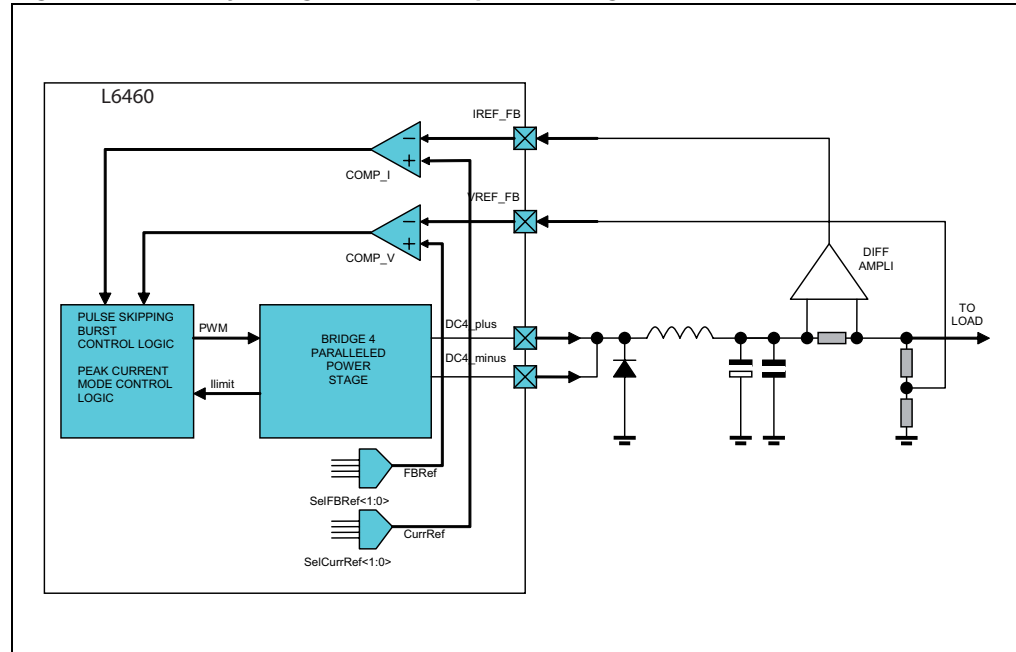 L6460
IREF_FB
COMP_I
VREF_FB
COMP_V
DIFF
AMPLI
TO
LOAD
PULSE SKIPPING
BURST
CONTROL LOGIC
PEAK CURRENT
MODE CONTROL
LOGIC
PWM
Ilimit
BRIDGE 4
PARALLELED
POWER
STAGE
DC4_plus
DC4_minus
FBRef
SelFBRef<1:0>
CurrRef
SelCurrRef<1:0>